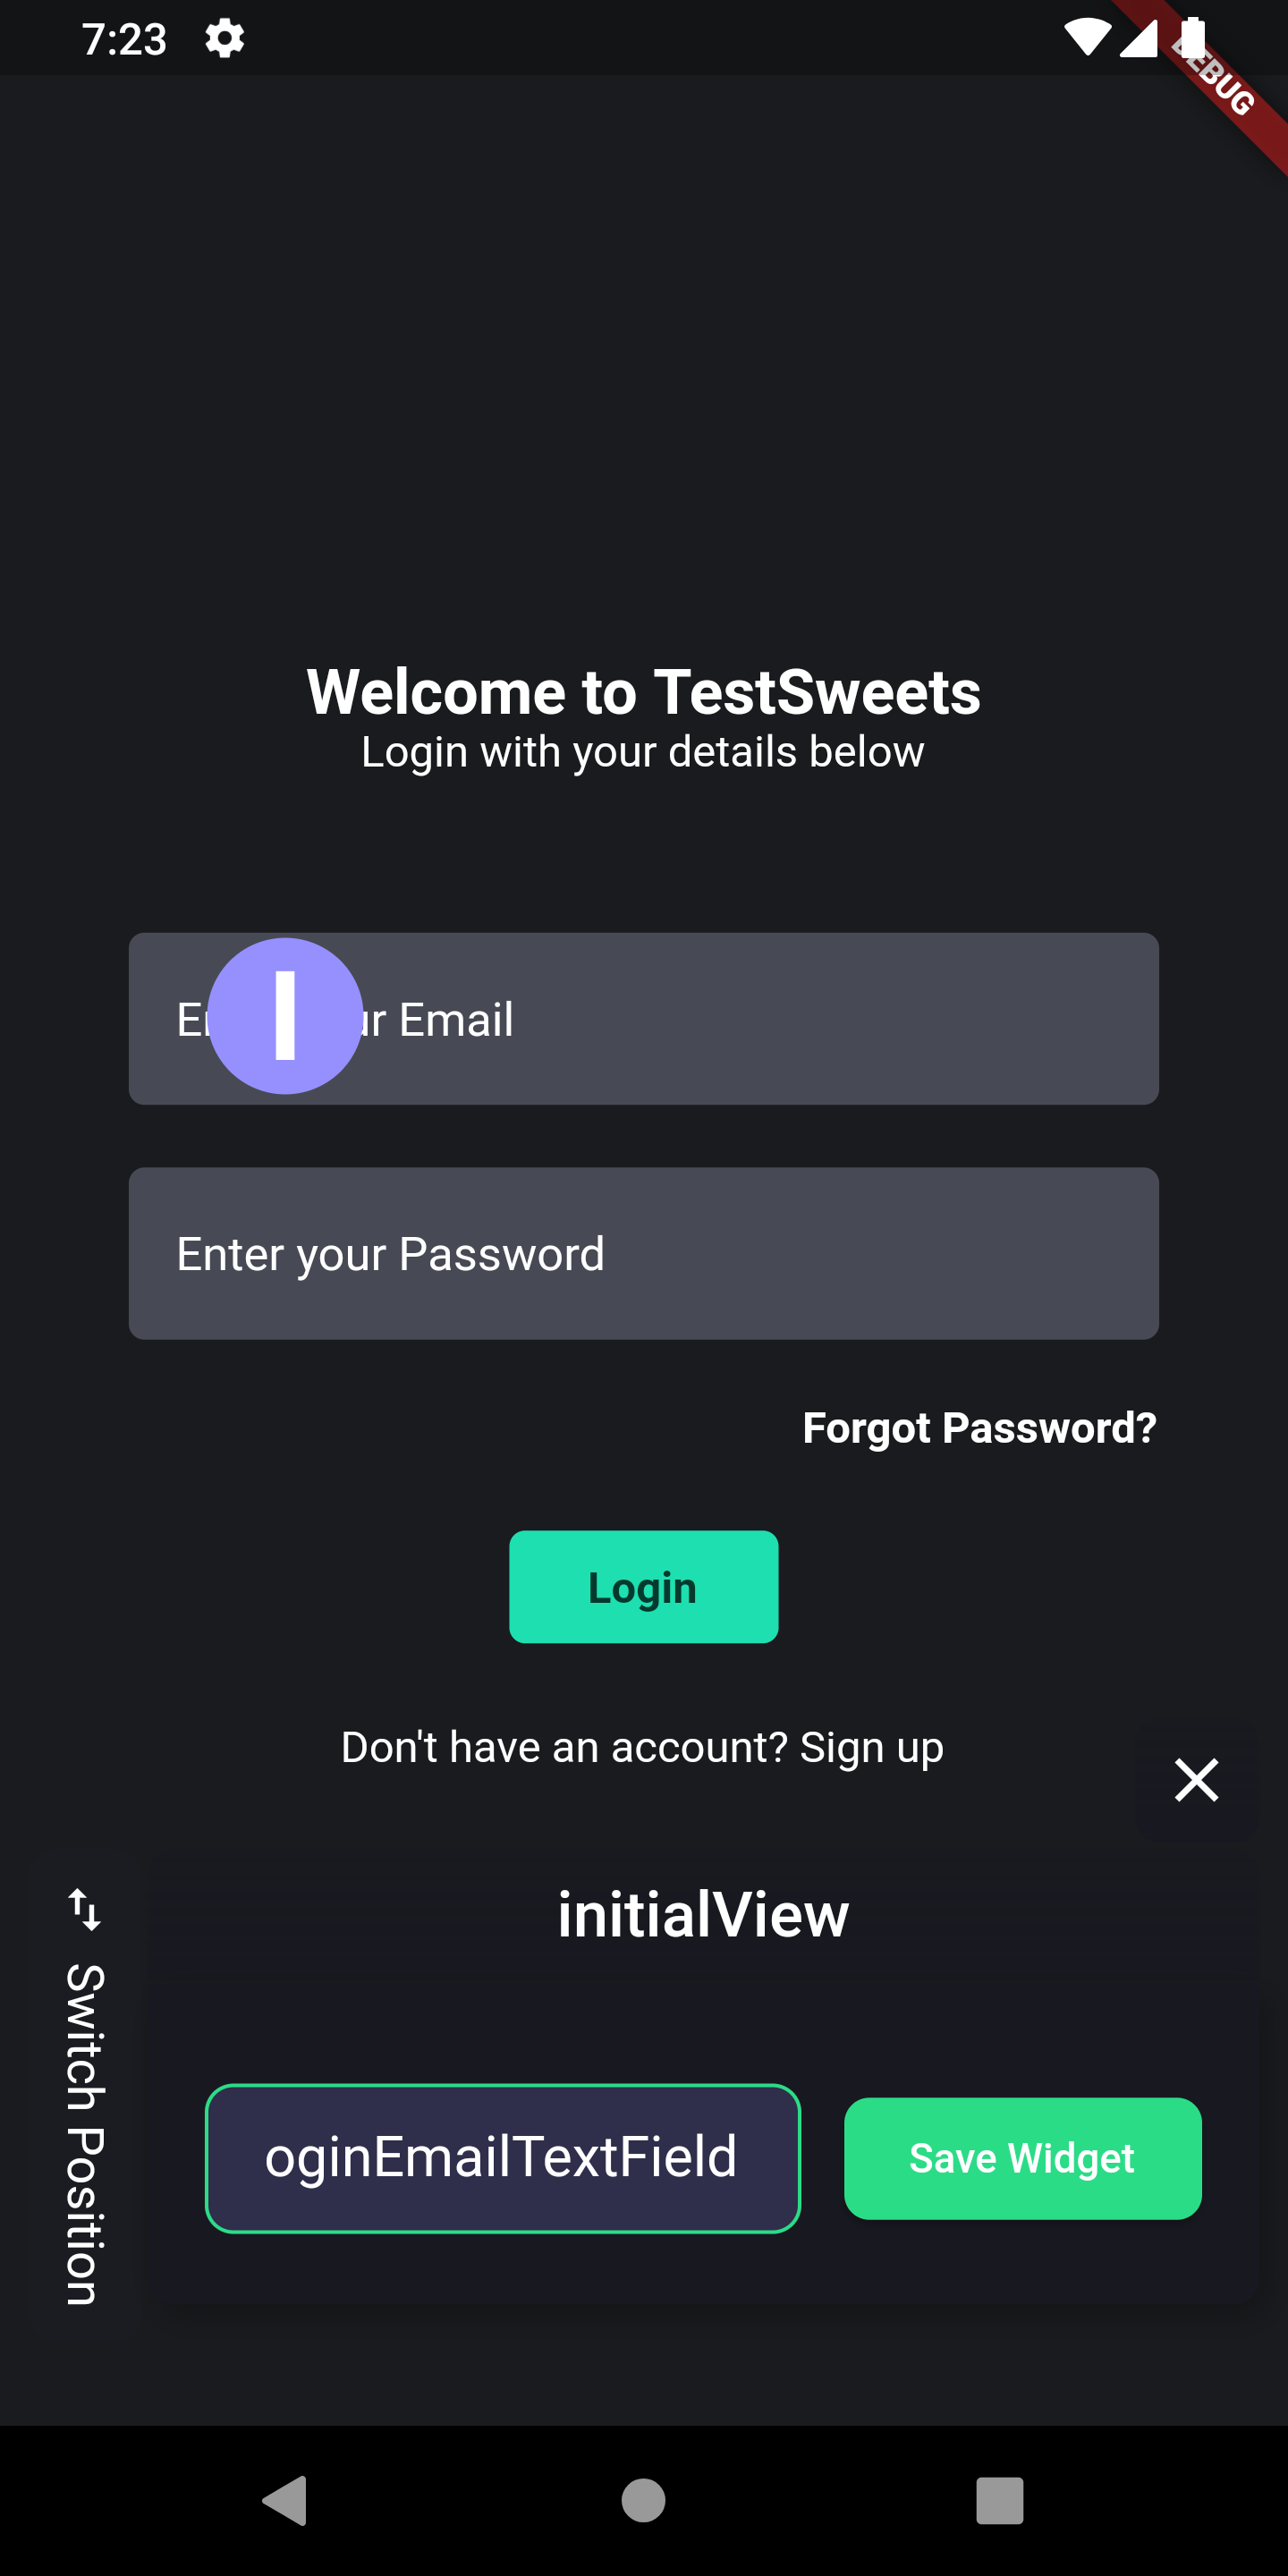 7:23
DEBUG
Welcome to TestSweets
Login with your details below
ur Email
I
Enter your Password
Forgot Password?
Login
Don't have an account? Sign up
initialView
Switch Position
oginEmailTextField
Save Widget